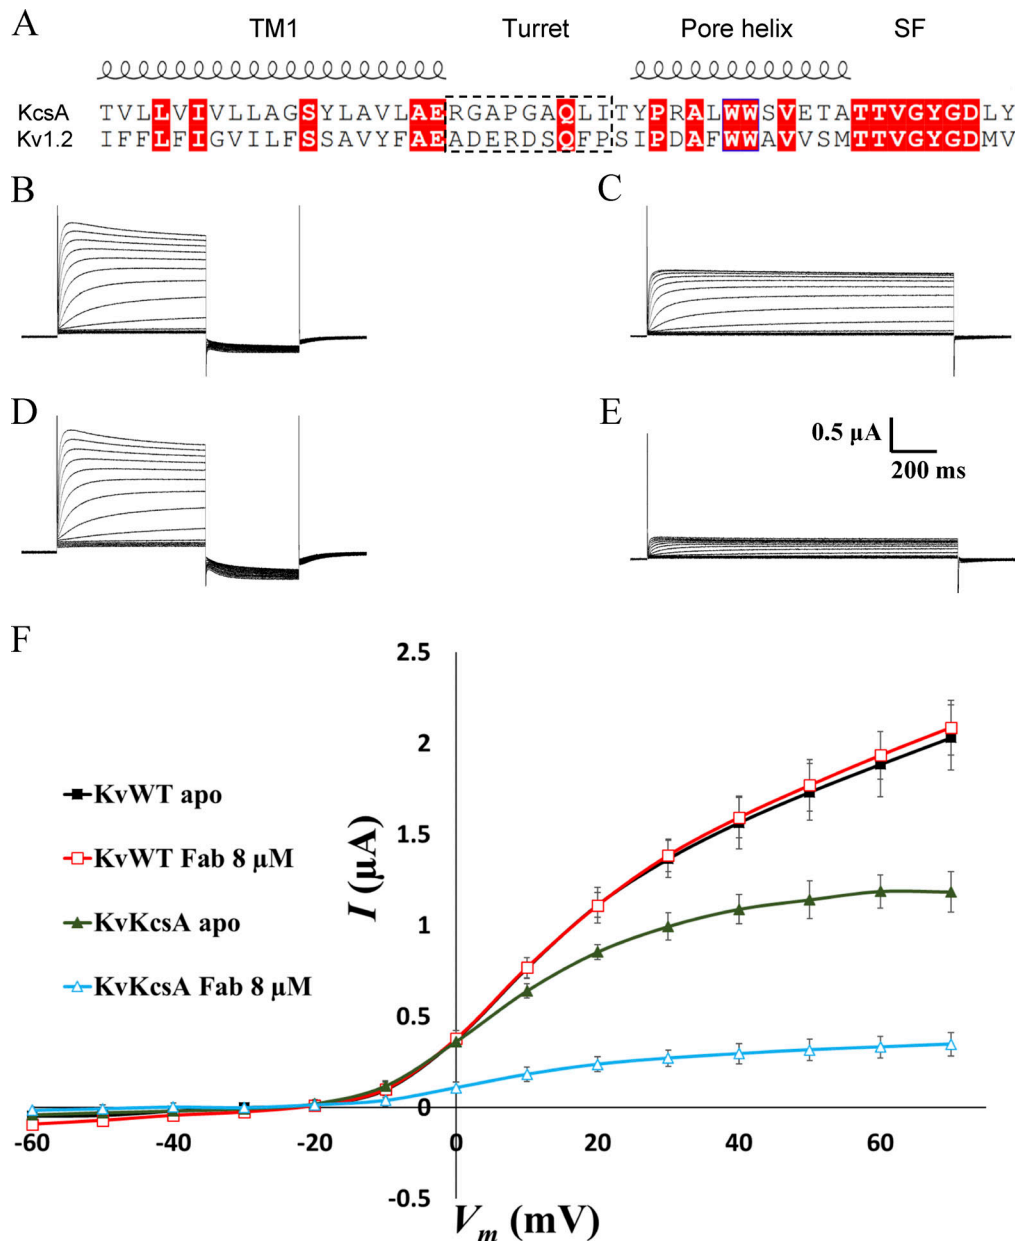 A
TM1 Turret Pore helix SF
KcsA TVLLVIVLLAGSYLAVLAERGAPGAQLITYPRALWWSVETATTVGYGDLY
Kv1.2 IFFLFIGVILFSSAVYFAEADERDSQFPSIPDAFWWAVVSMTTVGYGDMV
B
C
D
E
0.5 μA
200 ms
F
2.5
2
1.5
1
0.5
0
-0.5
I (μA)
KvWT apo
KvWT Fab 8 μM
KvKcsA apo
KvKcsA Fab 8 μM
-60 -40 -20 0 20 40 60
Vm (mV)